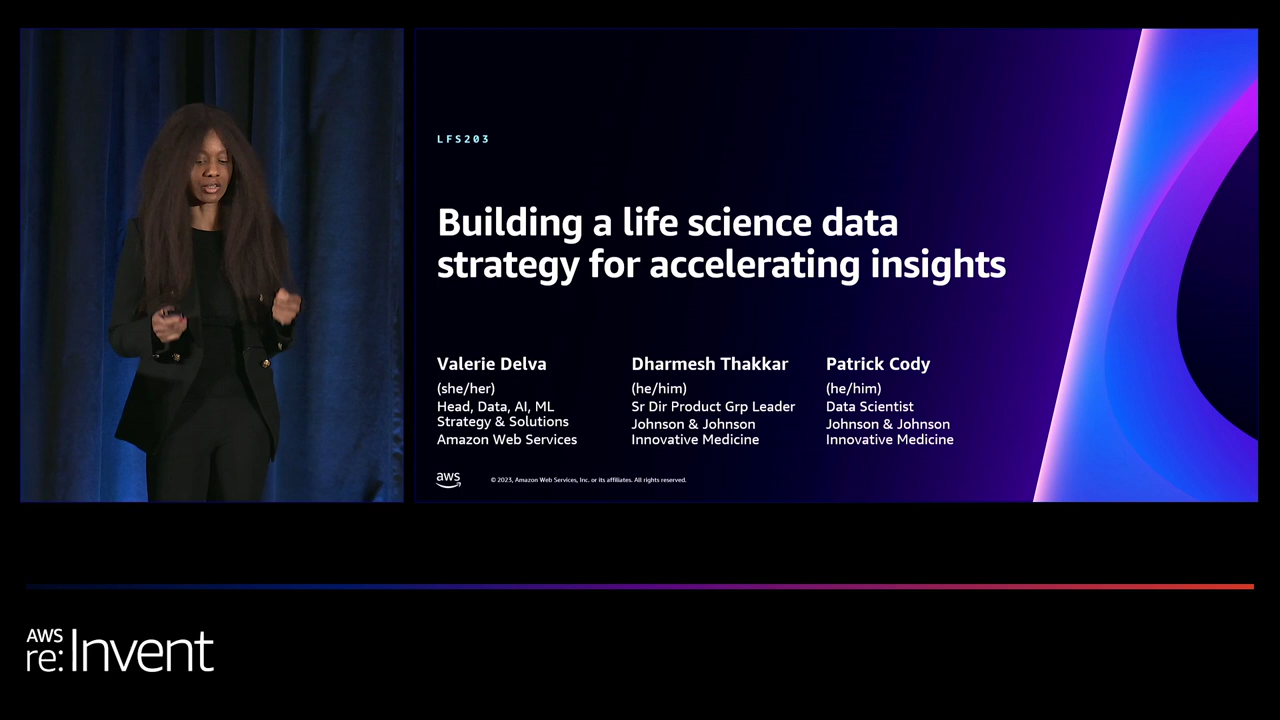 LFS203
Building a life science data
strategy for accelerating insights
Valerie Delva
(she/her)
Head, Data, AI, ML
Strategy & Solutions
Amazon Web Services
Dharmesh Thakkar
(he/him)
Sr Dir Product Grp Leader
Johnson & Johnson
Innovative Medicine
Patrick Cody
(he/him)
Data Scientist
Johnson & Johnson
Innovative Medicine
aws
© 2023, Amazon Web Services, Inc. or its affiliates. All rights reserved.
AWS
re:Invent